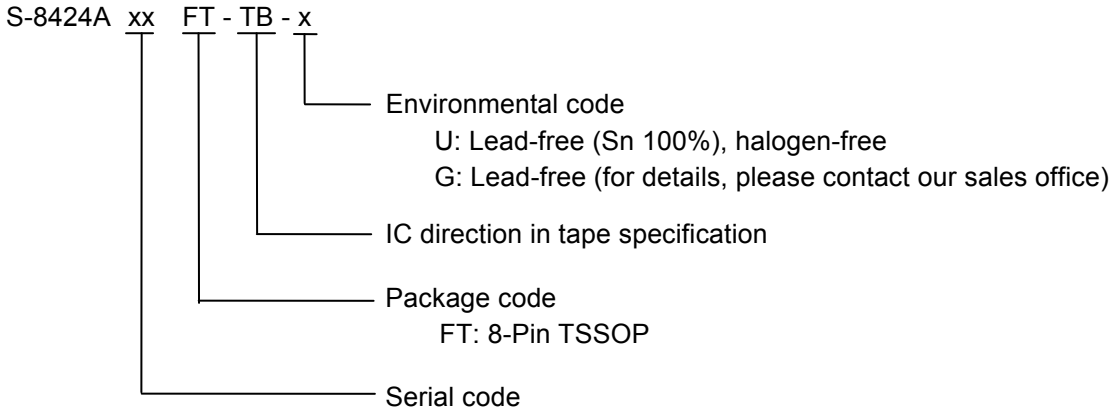 S-8424A xx FT - TB - x
Environmental code
U: Lead-free (Sn 100%), halogen-free
G: Lead-free (for details, please contact our sales office)
IC direction in tape specification
Package code
FT: 8-Pin TSSOP
Serial code